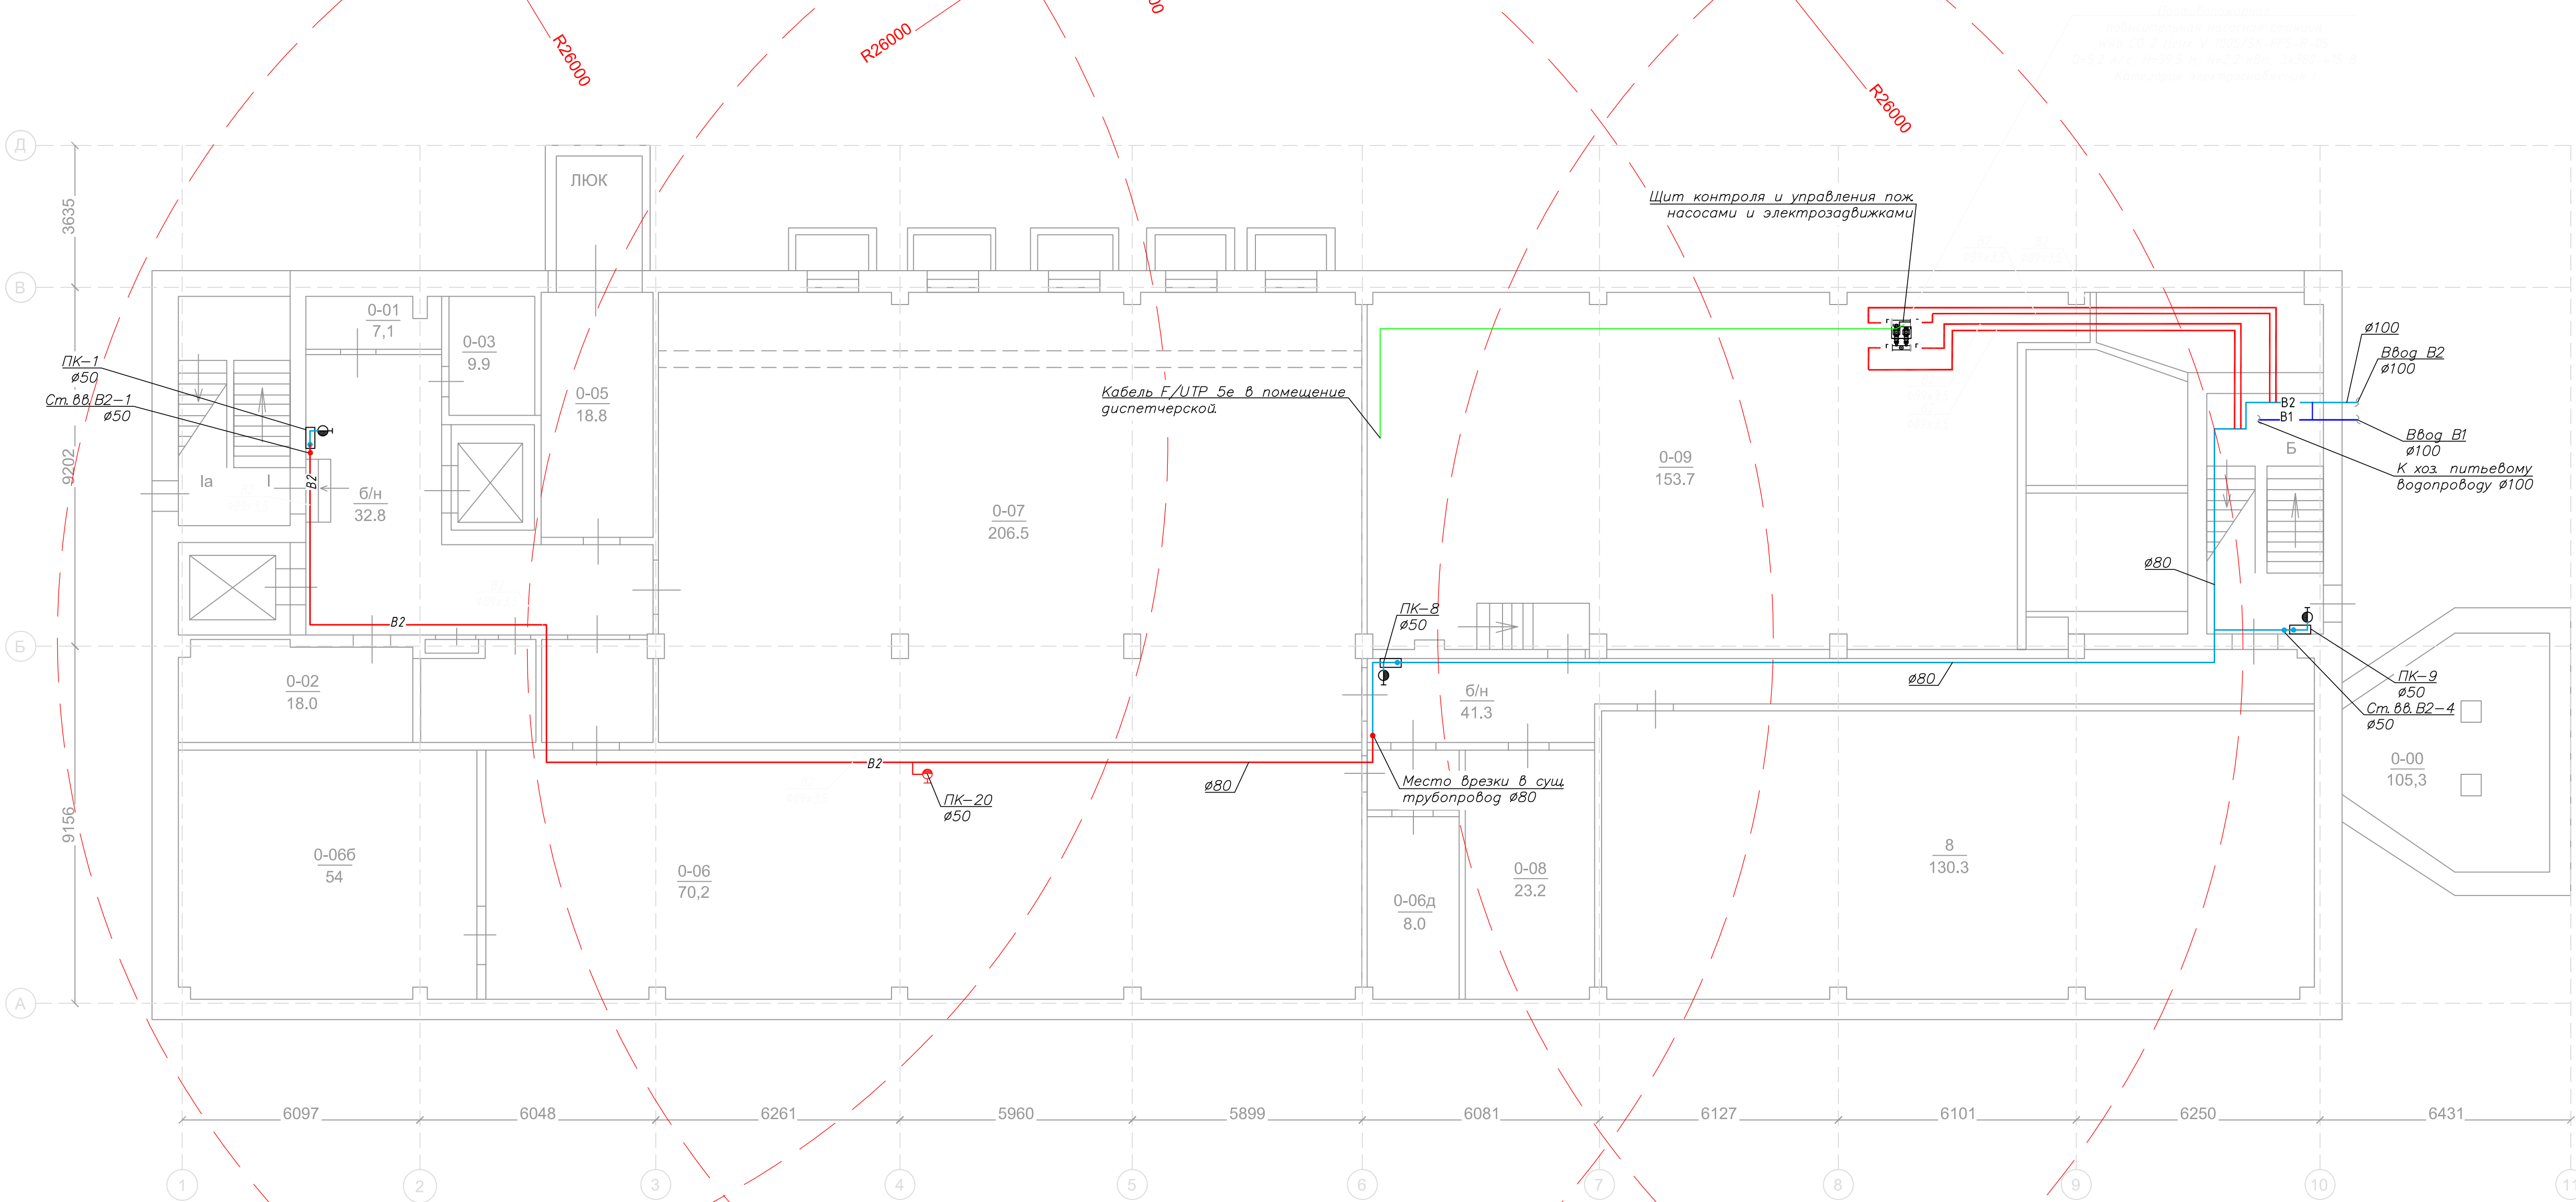 R26000
R26000
00
R26000
Д
3635
ЛЮК
Щит контроля и управления пож.
насосами и электрозадвижками
В
0-01
7,1
0-03
9.9
ПК-1
ø50
Ст. вв. В2-1
ø50
0-05
18.8
Кабель F/UTP 5e в помещение
диспетчерской.
ø100
Ввод В2
ø100
В2
В1
Ввод В1
ø100
Б
К хоз. питьевому
водопроводу ø100
9202
Iа
I
В2
б/н
32.8
0-07
206.5
0-09
153.7
ø80
ПК-8
ø50
В2
Б
0-02
18.0
б/н
41.3
ø80
ПК-9
ø50
Ст. вв. В2-4
ø50
0-00
105,3
В2
ø80
ПК-20
ø50
Место врезки в сущ.
трубопровод ø80
9156
0-06б
54
0-06
70,2
0-06д
8.0
0-08
23.2
8
130.3
А
6097
6048
6261
5960
5899
6081
6127
6101
6250
6431
1
2
3
4
5
6
7
8
9
10